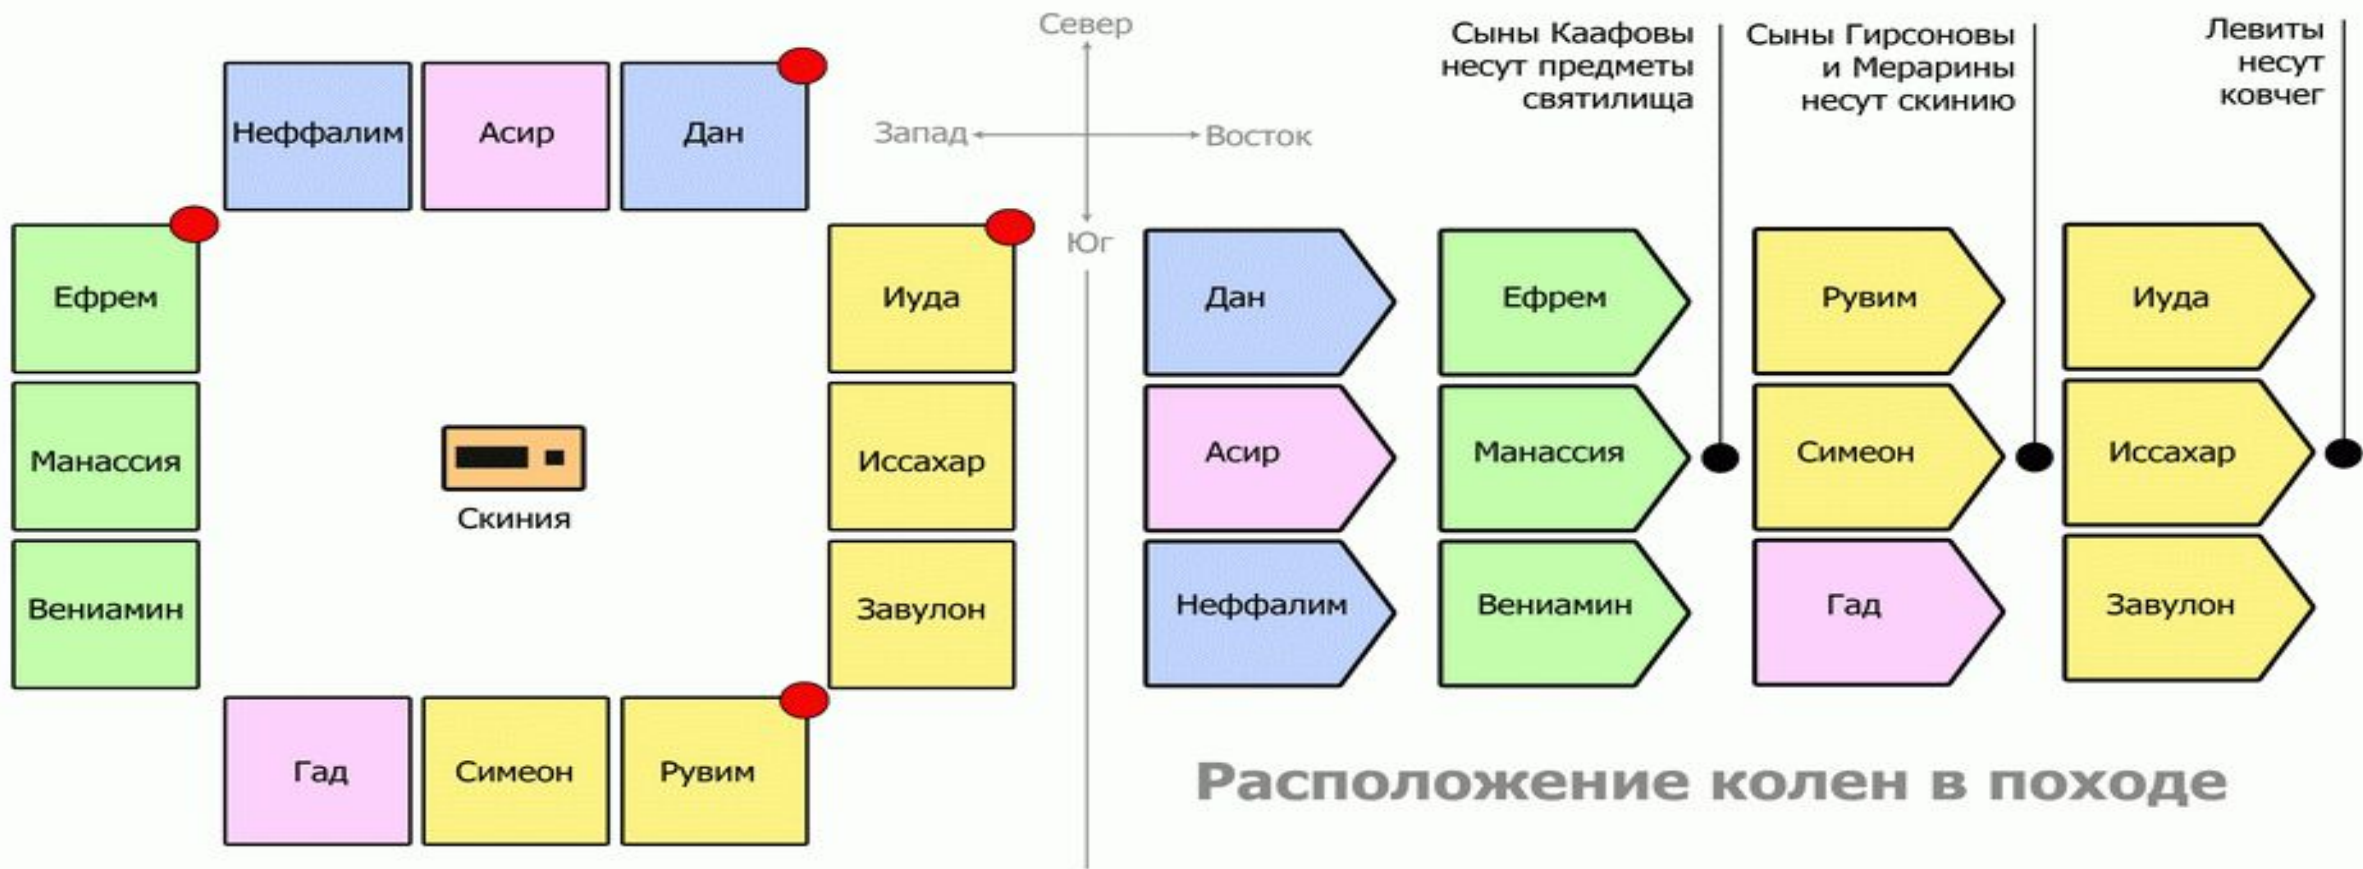 Неффалим
Асир
Дан
Ефрем
Иуда
Манассия
Скиния
Иссахар
Вениамин
Завулон
Гад
Симеон
Рувим
Север
Запад
Восток
Юг
Сыны Каафовы
несут предметы
святилища
Сыны Гирсоновы
и Мерарины
несут скинию
Левиты
несут
ковчег
Дан
Ефрем
Рувим
Иуда
Асир
Манассия
Симеон
Иссахар
Неффалим
Вениамин
Гад
Завулон
Расположение колен в походе